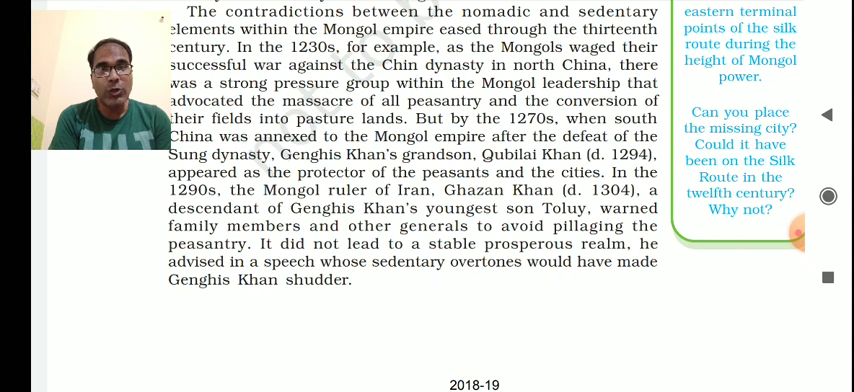 The contradictions between the nomadic and sedentary
elements within the Mongol empire eased through the thirteenth
century. In the 1230s, for example, as the Mongols waged their
successful war against the Chin dynasty in north China, there
was a strong pressure group within the Mongol leadership that
advocated the massacre of all peasantry and the conversion of
their fields into pasture lands. But by the 1270s, when south
China was annexed to the Mongol empire after the defeat of the
Sung dynasty, Genghis Khan's grandson, Qubilai Khan (d. 1294),
appeared as the protector of the peasants and the cities. In the
1290s, the Mongol ruler of Iran, Ghazan Khan (d. 1304), a
descendant of Genghis Khan's youngest son Toluy, warned
family members and other generals to avoid pillaging the
peasantry. It did not lead to a stable prosperous realm, he
advised in a speech whose sedentary overtones would have made
Genghis Khan shudder.
eastern terminal
points of the silk
route during the
height of Mongol
power.
Can you place
the missing city?
Could it have
been on the Silk
Route in the
twelfth century?
Why not?
not to b
2018-19